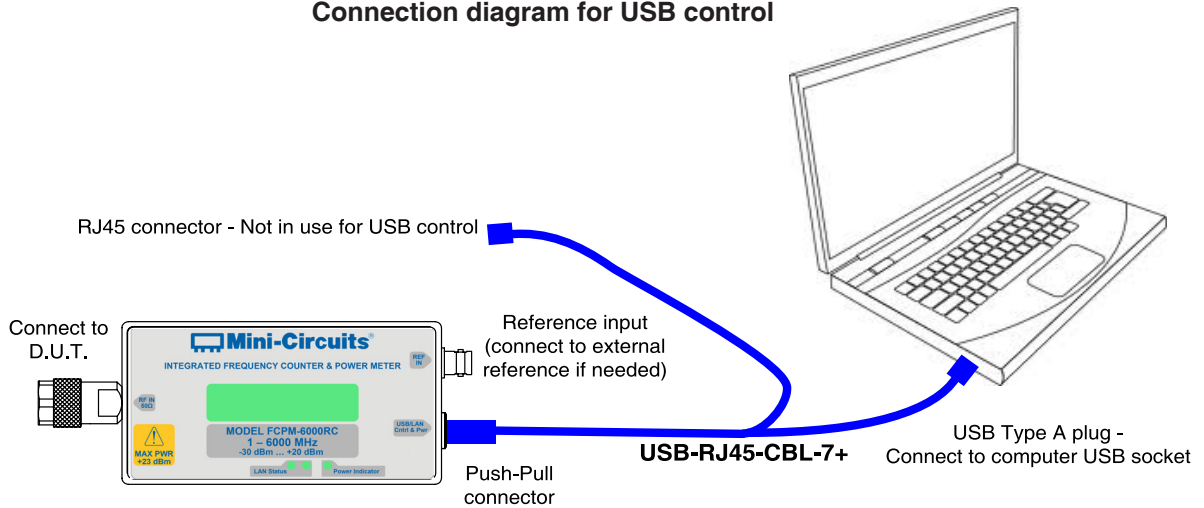 Connection diagram for USB control
RJ45 connector - Not in use for USB control
Connect to
D.U.T.
Mini-Circuits®
INTEGRATED FREQUENCY COUNTER & POWER METER
REF
IN
RF IN
50Ω
USB/LAN
Cntrl & Pwr
MAX PWR
+23 dBm
MODEL FCPM-6000RC
1 – 6000 MHz
-30 dBm ... +20 dBm
LAN Status
Power Indicator
Reference input
(connect to external
reference if needed)
Push-Pull
connector
USB-RJ45-CBL-7+
USB Type A plug -
Connect to computer USB socket